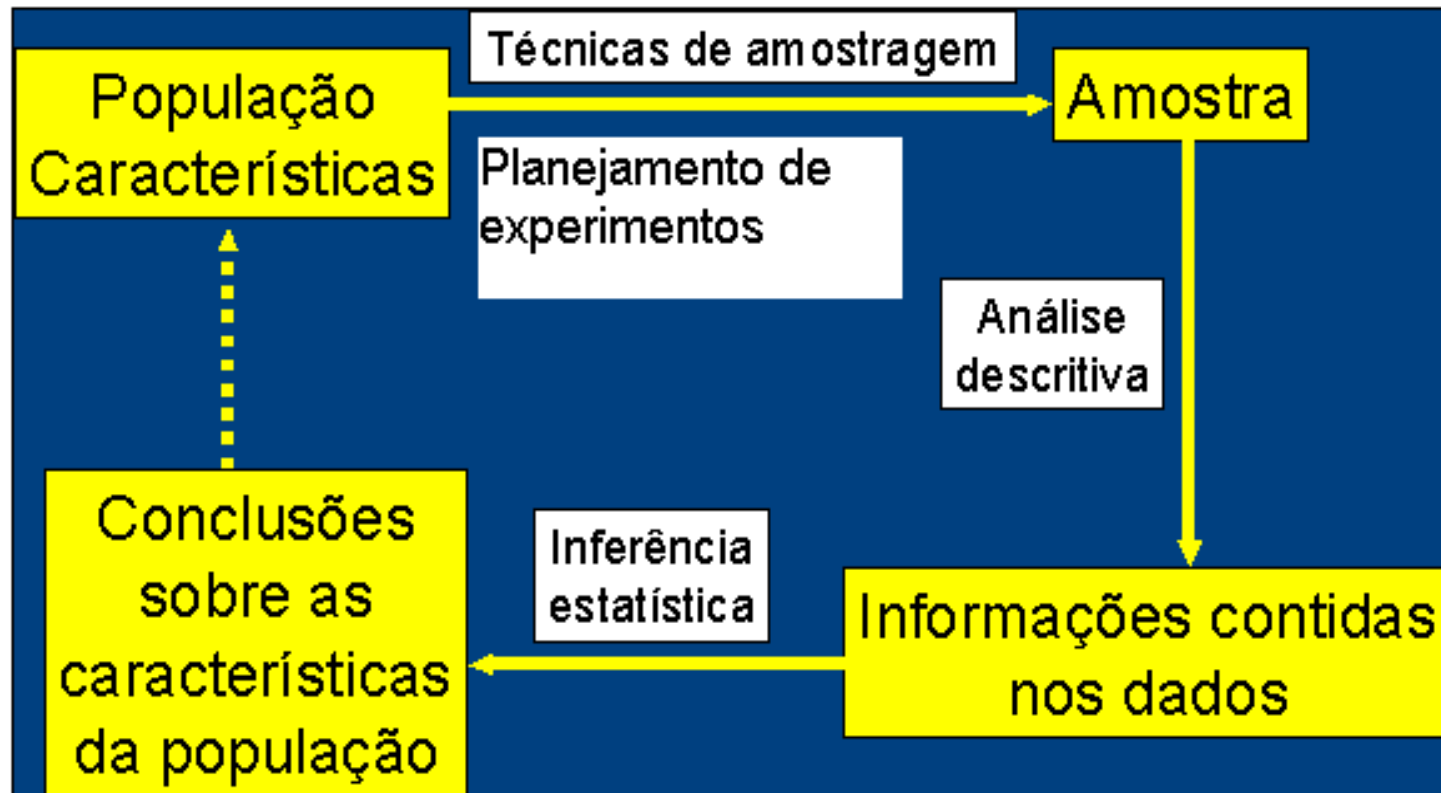 Técnicas de amostragem
População
Características
Amostra
Planejamento de
experimentos
Análise
descritiva
Informações contidas
nos dados
Inferência
estatística
Conclusões
sobre as
características
da população